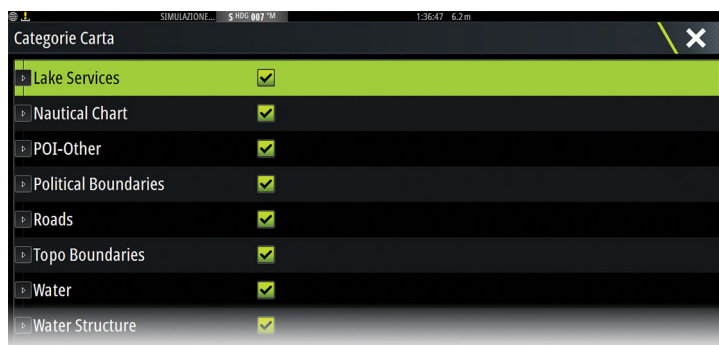 SIMULAZIONE... S HDG 007 °M 1:36:47 6.2 m
Categorie Carta
Lake Services
Nautical Chart
POI-Other
Political Boundaries
Roads
Topo Boundaries
Water
Water Structure